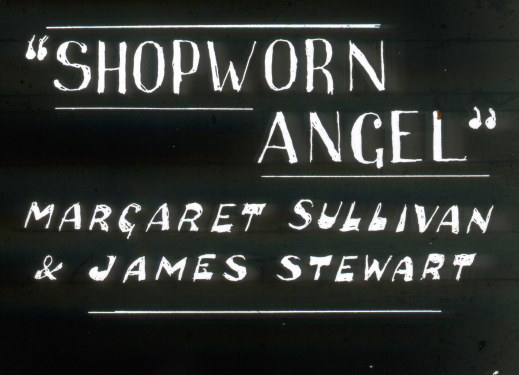 "SHOPWORN
ANGEL"
MARGARET SULLIVAN
& JAMES STEWART